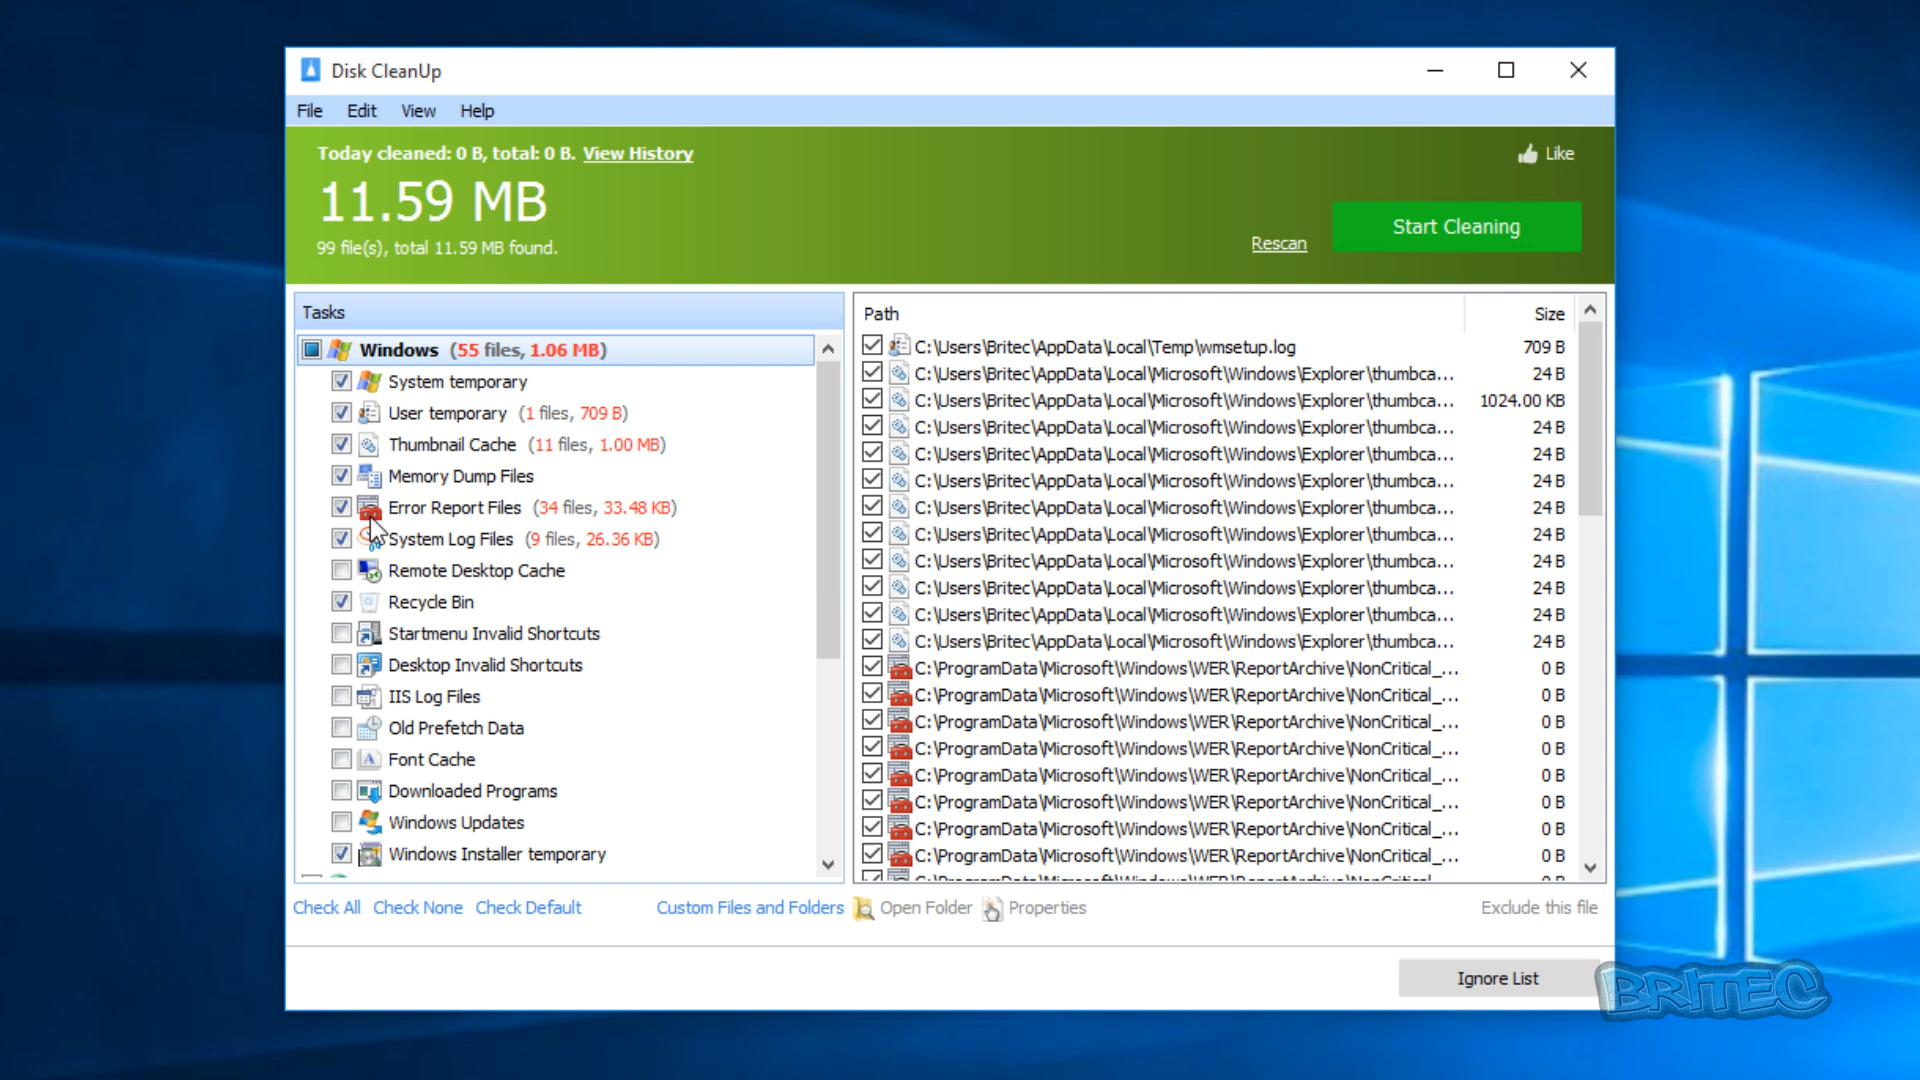 Disk CleanUp
File Edit View Help
Today cleaned: 0 B, total: 0 B. View History
Like
11.59 MB
Start Cleaning
99 file(s), total 11.59 MB found.
Rescan
Tasks
Windows (55 files, 1.06 MB)
System temporary
User temporary (1 files, 709 B)
Thumbnail Cache (11 files, 1.00 MB)
Memory Dump Files
Error Report Files (34 files, 33.48 KB)
System Log Files (9 files, 26.36 KB)
Remote Desktop Cache
Recycle Bin
Startmenu Invalid Shortcuts
Desktop Invalid Shortcuts
IIS Log Files
Old Prefetch Data
Font Cache
Downloaded Programs
Windows Updates
Windows Installer temporary
Path Size
C:\Users\Britec\AppData\Local\Temp\wmsetup.log 709 B
C:\Users\Britec\AppData\Local\Microsoft\Windows\Explorer\thumbca... 24 B
C:\Users\Britec\AppData\Local\Microsoft\Windows\Explorer\thumbca... 1024.00 KB
C:\Users\Britec\AppData\Local\Microsoft\Windows\Explorer\thumbca... 24 B
C:\Users\Britec\AppData\Local\Microsoft\Windows\Explorer\thumbca... 24 B
C:\Users\Britec\AppData\Local\Microsoft\Windows\Explorer\thumbca... 24 B
C:\Users\Britec\AppData\Local\Microsoft\Windows\Explorer\thumbca... 24 B
C:\Users\Britec\AppData\Local\Microsoft\Windows\Explorer\thumbca... 24 B
C:\Users\Britec\AppData\Local\Microsoft\Windows\Explorer\thumbca... 24 B
C:\Users\Britec\AppData\Local\Microsoft\Windows\Explorer\thumbca... 24 B
C:\Users\Britec\AppData\Local\Microsoft\Windows\Explorer\thumbca... 24 B
C:\Users\Britec\AppData\Local\Microsoft\Windows\Explorer\thumbca... 24 B
C:\ProgramData\Microsoft\Windows\WER\ReportArchive\NonCritical_... 0 B
C:\ProgramData\Microsoft\Windows\WER\ReportArchive\NonCritical_... 0 B
C:\ProgramData\Microsoft\Windows\WER\ReportArchive\NonCritical_... 0 B
C:\ProgramData\Microsoft\Windows\WER\ReportArchive\NonCritical_... 0 B
C:\ProgramData\Microsoft\Windows\WER\ReportArchive\NonCritical_... 0 B
C:\ProgramData\Microsoft\Windows\WER\ReportArchive\NonCritical_... 0 B
C:\ProgramData\Microsoft\Windows\WER\ReportArchive\NonCritical_... 0 B
C:\ProgramData\Microsoft\Windows\WER\ReportArchive\NonCritical_... 0 B
Check All Check None Check Default Custom Files and Folders Open Folder Properties Exclude this file
Ignore List
BRITEC